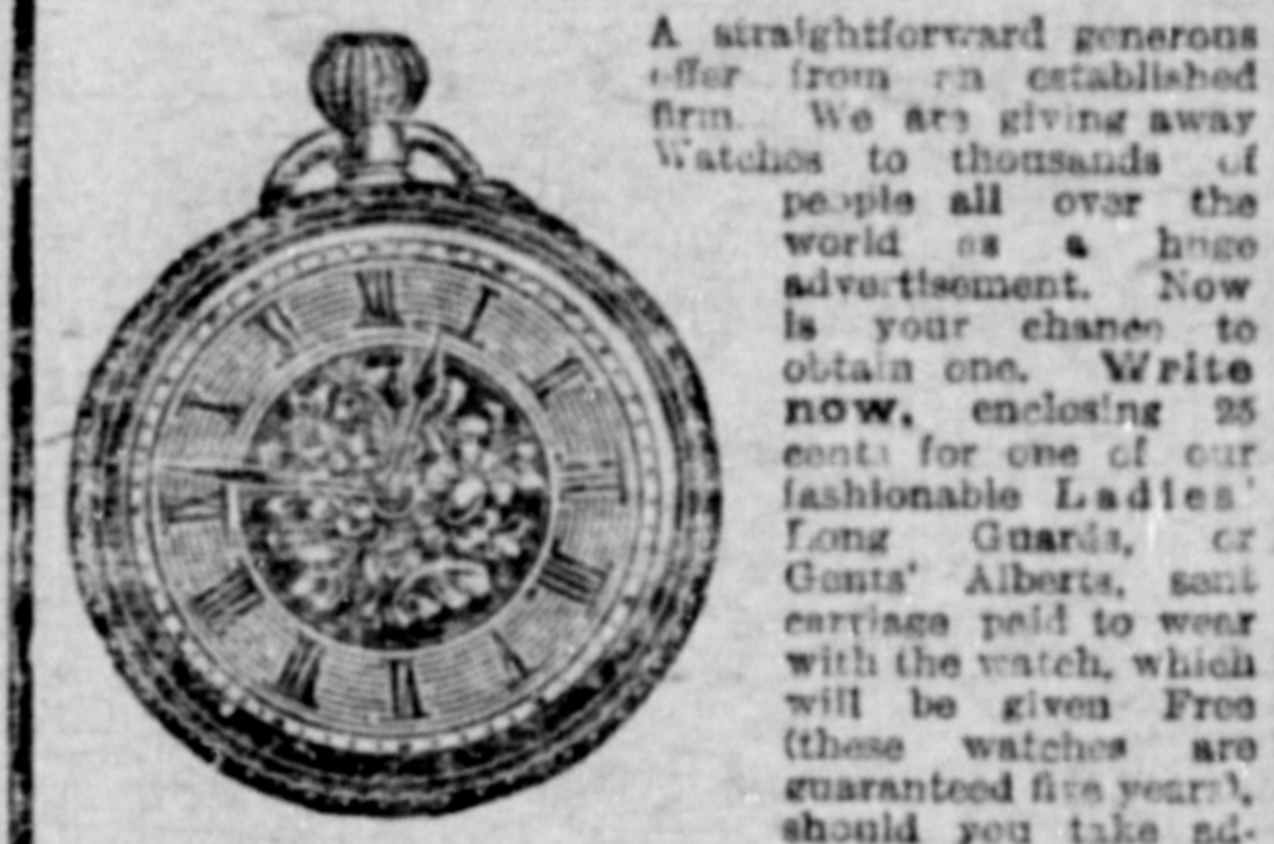 A straightforward generous
offer from an established
firm. We are giving away
Watches to thousands of
people all over the
world as a huge
advertisement. Now
is your chance to
obtain one. Write
now, enclosing 25
cents for one of our
fashionable Ladies'
Long Guards, or
Gents' Alberts, sent
carriage paid to wear
with the watch, which
will be given Free
(these watches are
guaranteed five years),
should you take ad-